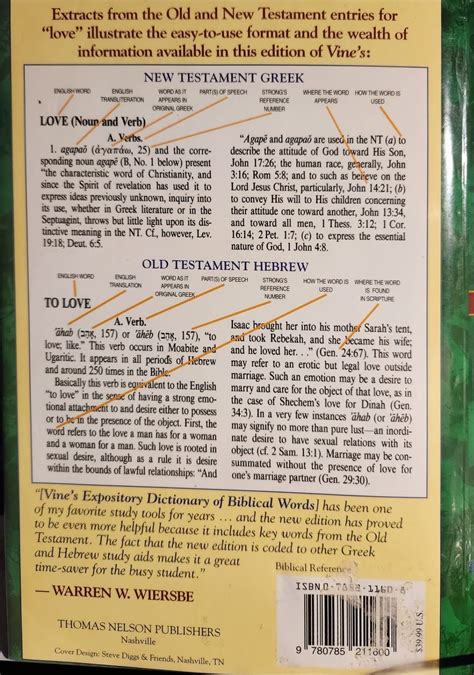 Extracts from the Old and New Testament entries for
"love" illustrate the easy-to-use format and the wealth of
information available in this edition of Vine's:
NEW TESTAMENT GREEK
ENGLISH WORD
ENGLISH TRANSLITERATION
WORD AS IT APPEARS IN ORIGINAL GREEK
PART(S) OF SPEECH
STRONG'S REFERENCE NUMBER
WHERE THE WORD APPEARS
HOW THE WORD IS USED
LOVE (Noun and Verb)
A. Verbs.
1. agapaō (ἀγαπάω, 25) and the corre-
sponding noun agapē (B, No. 1 below) present
"the characteristic word of Christianity, and
since the Spirit of revelation has used it to
express ideas previously unknown, inquiry into
its use, whether in Greek literature or in the
Septuagint, throws but little light upon its dis-
tinctive meaning in the NT. Cf., however, Lev.
19:18; Deut. 6:5.
"Agapē and agapaō are used in the NT (a) to
describe the attitude of God toward His Son,
John 17:26; the human race, generally, John
3:16; Rom 5:8; and to such as believe on the
Lord Jesus Christ, particularly, John 14:21; (b)
to convey His will to His children concerning
their attitude one toward another, John 13:34,
and toward all men, 1 Thess. 3:12; 1 Cor.
16:14; 2 Pet. 1:7; (c) to express the essential
nature of God, 1 John 4:8.
OLD TESTAMENT HEBREW
ENGLISH WORD
ENGLISH TRANSLATION
WORD AS IT APPEARS IN ORIGINAL GREEK
PART(S) OF SPEECH
STRONG'S REFERENCE NUMBER
HOW THE WORD IS USED
WHERE THE WORD IS FOUND IN SCRIPTURE
TO LOVE
A. Verb.
'āhab (אהב, 157) or 'āhēb (אהב, 157), "to
love; like." This verb occurs in Moabite and
Ugaritic. It appears in all periods of Hebrew
and around 250 times in the Bible.
Basically this verb is equivalent to the English
"to love" in the sense of having a strong emo-
tional attachment to and desire either to possess
or to be in the presence of the object. First, the
word refers to the love a man has for a woman
and a woman for a man. Such love is rooted in
sexual desire, although as a rule it is desire
within the bounds of lawful relationships: "And
Isaac brought her into his mother Sarah's tent,
and took Rebekah, and she became his wife;
and he loved her. . ." (Gen. 24:67). This word
may refer to an erotic but legal love outside
marriage. Such an emotion may be a desire to
marry and care for the object of that love, as in
the case of Shechem's love for Dinah (Gen.
34:3). In a very few instances 'āhab (or 'āhēb)
may signify no more than pure lust—an inordi-
nate desire to have sexual relations with its
object (cf. 2 Sam. 13:1). Marriage may be con-
summated without the presence of love for
one's marriage partner (Gen. 29:30).
"[Vine's Expository Dictionary of Biblical Words] has been one
of my favorite study tools for years . . . and the new edition has proved
to be even more helpful because it includes key words from the Old
Testament. The fact that the new edition is coded to other Greek
and Hebrew study aids makes it a great
time-saver for the busy student."
— WARREN W. WIERSBE
THOMAS NELSON PUBLISHERS
Nashville
Cover Design: Steve Diggs & Friends, Nashville, TN
Biblical Reference
ISBN 0-7852-1160-
9 780785 211600
$39.99 U.S.